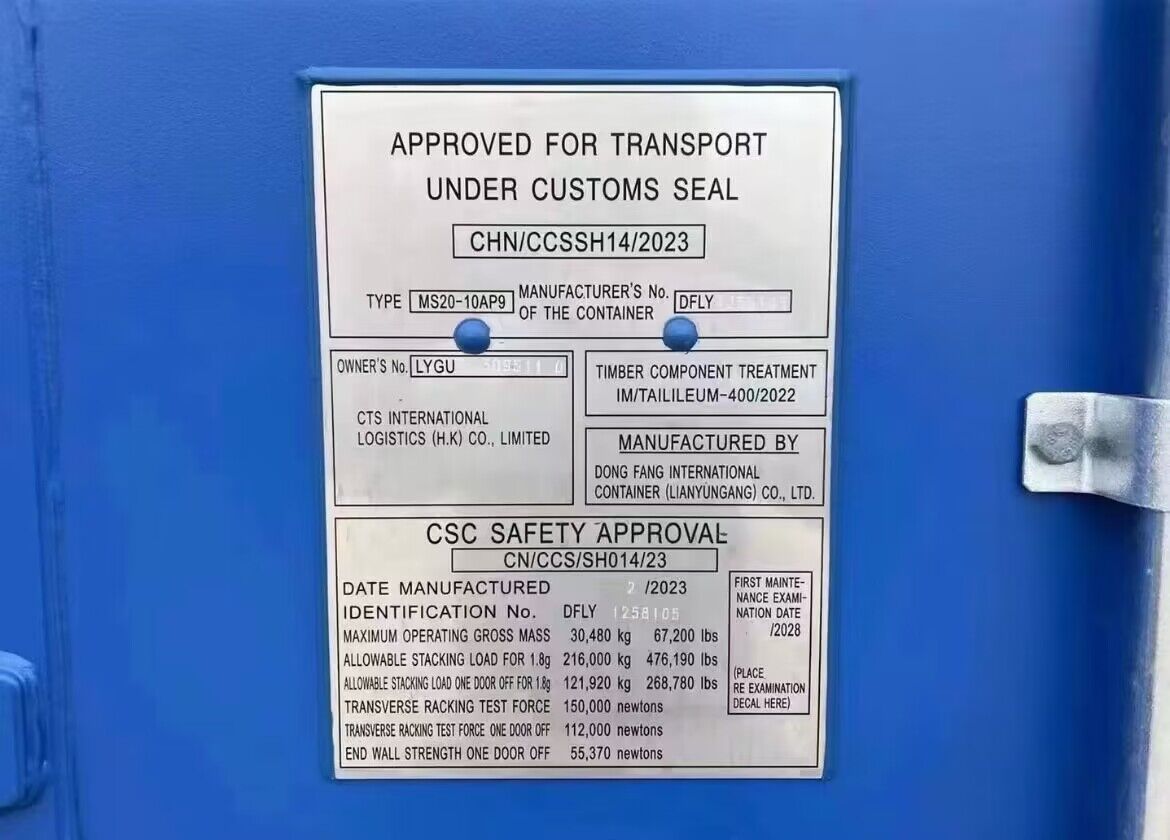 APPROVED FOR TRANSPORT
UNDER CUSTOMS SEAL
CHN/CCSSH14/2023
TYPE MS20-10AP9 MANUFACTURER'S No. OF THE CONTAINER DFLY
OWNER'S No. LYGU
CTS INTERNATIONAL
LOGISTICS (H.K) CO., LIMITED
TIMBER COMPONENT TREATMENT
IM/TAILILEUM-400/2022
MANUFACTURED BY
DONG FANG INTERNATIONAL
CONTAINER (LIANYUNGANG) CO., LTD.
CSC SAFETY APPROVAL
CN/CCS/SH014/23
DATE MANUFACTURED 2 /2023
IDENTIFICATION No. DFLY 1258105
MAXIMUM OPERATING GROSS MASS 30,480 kg 67,200 lbs
ALLOWABLE STACKING LOAD FOR 1.8g 216,000 kg 476,190 lbs
ALLOWABLE STACKING LOAD ONE DOOR OFF FOR 1.8g 121,920 kg 268,780 lbs
TRANSVERSE RACKING TEST FORCE 150,000 newtons
TRANSVERSE RACKING TEST FORCE ONE DOOR OFF 112,000 newtons
END WALL STRENGTH ONE DOOR OFF 55,370 newtons
FIRST MAINTE-
NANCE EXAMI-
NATION DATE
/2028
(PLACE
RE EXAMINATION
DECAL HERE)